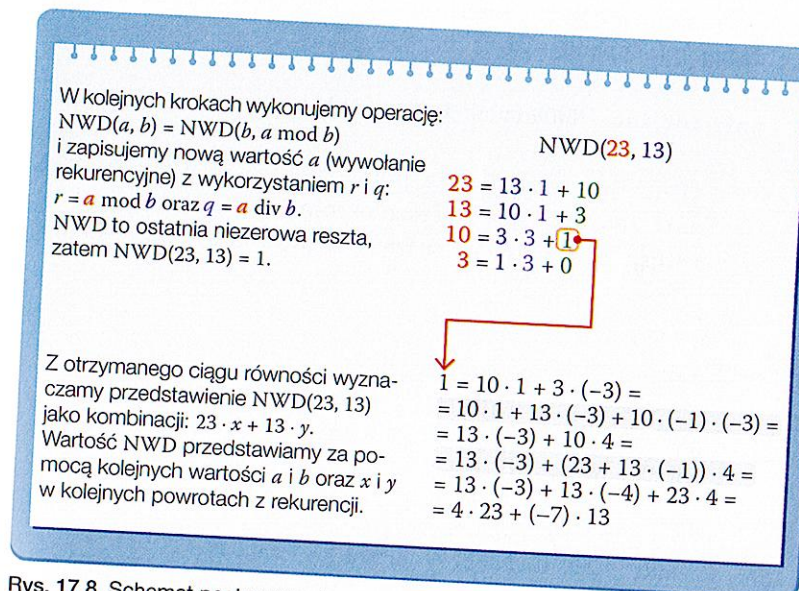 W kolejnych krokach wykonujemy operację:
NWD(a, b) = NWD(b, a mod b)
i zapisujemy nową wartość a (wywołanie
rekurencyjne) z wykorzystaniem r i q:
r = a mod b oraz q = a div b.
NWD to ostatnia niezerowa reszta,
zatem NWD(23, 13) = 1.
NWD(23, 13)
23 = 13 · 1 + 10
13 = 10 · 1 + 3
10 = 3 · 3 + 1
3 = 1 · 3 + 0
Z otrzymanego ciągu równości wyzna-
czamy przedstawienie NWD(23, 13)
jako kombinacji: 23 · x + 13 · y.
Wartość NWD przedstawiamy za po-
mocą kolejnych wartości a i b oraz x i y
w kolejnych powrotach z rekurencji.
1 = 10 · 1 + 3 · (−3) =
= 10 · 1 + 13 · (−3) + 10 · (−1) · (−3) =
= 13 · (−3) + 10 · 4 =
= 13 · (−3) + (23 + 13 · (−1)) · 4 =
= 13 · (−3) + 13 · (−4) + 23 · 4 =
= 4 · 23 + (−7) · 13
Rys. 17.8. Schemat